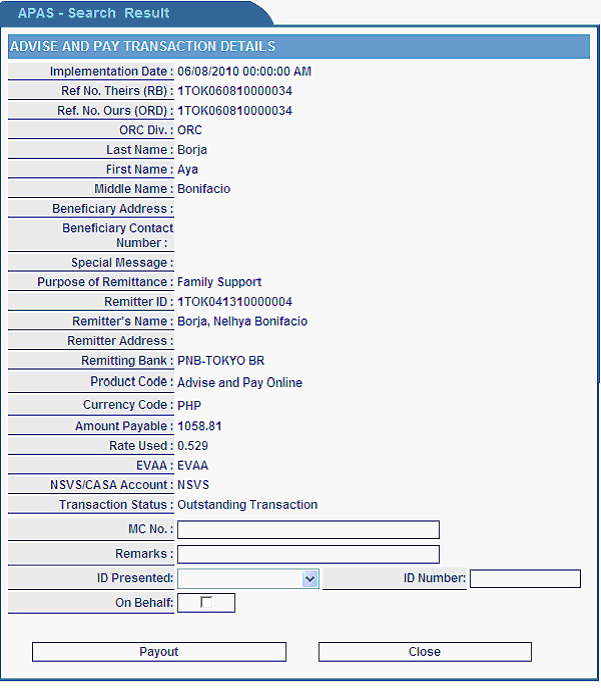 APAS - Search Result
ADVISE AND PAY TRANSACTION DETAILS
Implementation Date : 06/08/2010 00:00:00 AM
Ref No. Theirs (RB) : 1TOK060810000034
Ref. No. Ours (ORD) : 1TOK060810000034
ORC Div. : ORC
Last Name : Borja
First Name : Aya
Middle Name : Bonifacio
Beneficiary Address :
Beneficiary Contact
Number :
Special Message :
Purpose of Remittance : Family Support
Remitter ID : 1TOK041310000004
Remitter's Name : Borja, Nelhya Bonifacio
Remitter Address :
Remitting Bank : PNB-TOKYO BR
Product Code : Advise and Pay Online
Currency Code : PHP
Amount Payable : 1058.81
Rate Used : 0.529
EVAA : EVAA
NSVS/CASA Account : NSVS
Transaction Status : Outstanding Transaction
MC No. :
Remarks :
ID Presented: ID Number:
On Behalf:
Payout Close